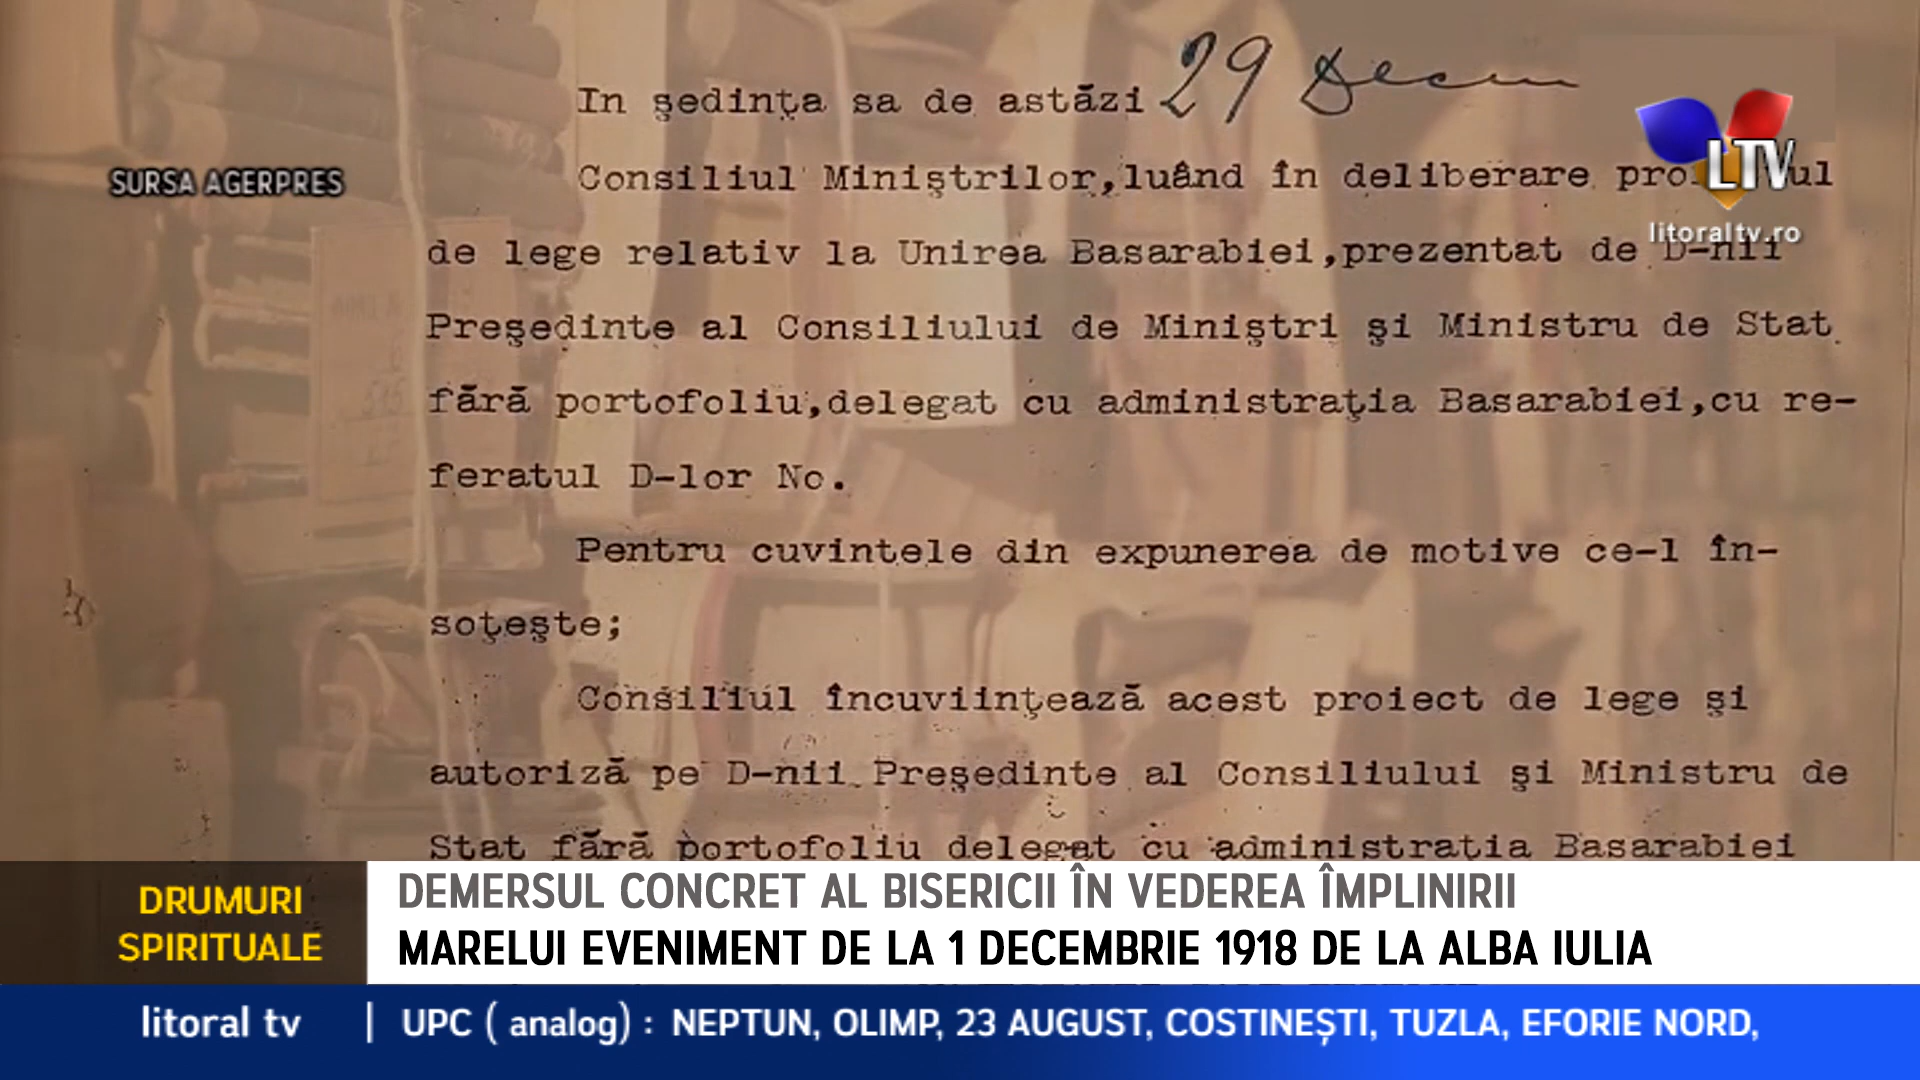 In şedinţa sa de astăzi 29 Decem
SURSA AGERPRES
Consiliul Miniştrilor,luând în deliberare
LTV
litoraltv.ro
de lege relativ la Unirea Basarabiei,prezentat de D-nii
Preşedinte al Consiliului de Miniştri şi Ministru de Stat
fără portofoliu,delegat cu administraţia Basarabiei,cu re-
feratul D-lor No.
Pentru cuvintele din expunerea de motive ce-l în-
soţeşte;
Consiliul încuviinţează acest proiect de lege şi
autoriză pe D-nii Preşedinte al Consiliului şi Ministru de
Stat fără portofoliu delegat cu administraţia Basarabiei
DRUMURI
SPIRITUALE
DEMERSUL CONCRET AL BISERICII ÎN VEDEREA ÎMPLINIRII
MARELUI EVENIMENT DE LA 1 DECEMBRIE 1918 DE LA ALBA IULIA
litoral tv | UPC ( analog) : NEPTUN, OLIMP, 23 AUGUST, COSTINEȘTI, TUZLA, EFORIE NORD,